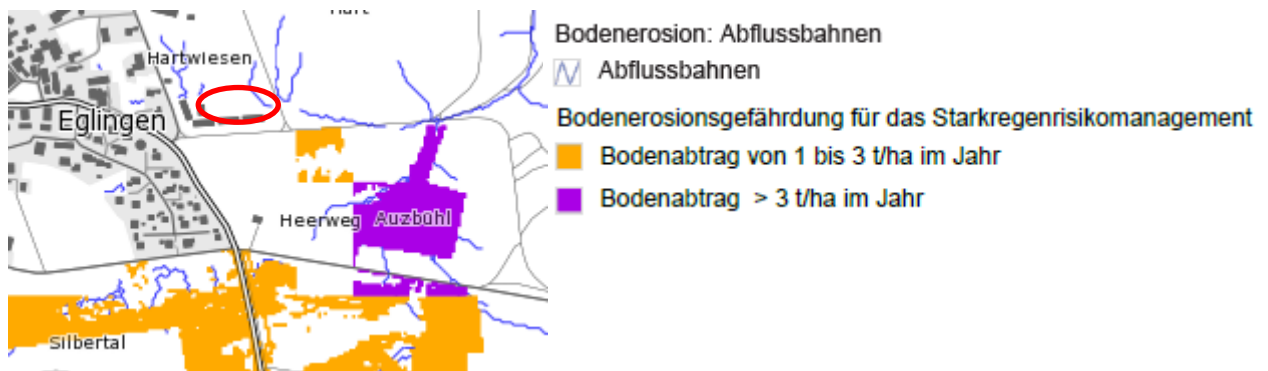 Hartwiesen
Eglingen
Heerweg
Auzbühl
Silbertal
Bodenerosion: Abflussbahnen
Abflussbahnen
Bodenerosionsgefährdung für das Starkregenrisikomanagement
Bodenabtrag von 1 bis 3 t/ha im Jahr
Bodenabtrag > 3 t/ha im Jahr